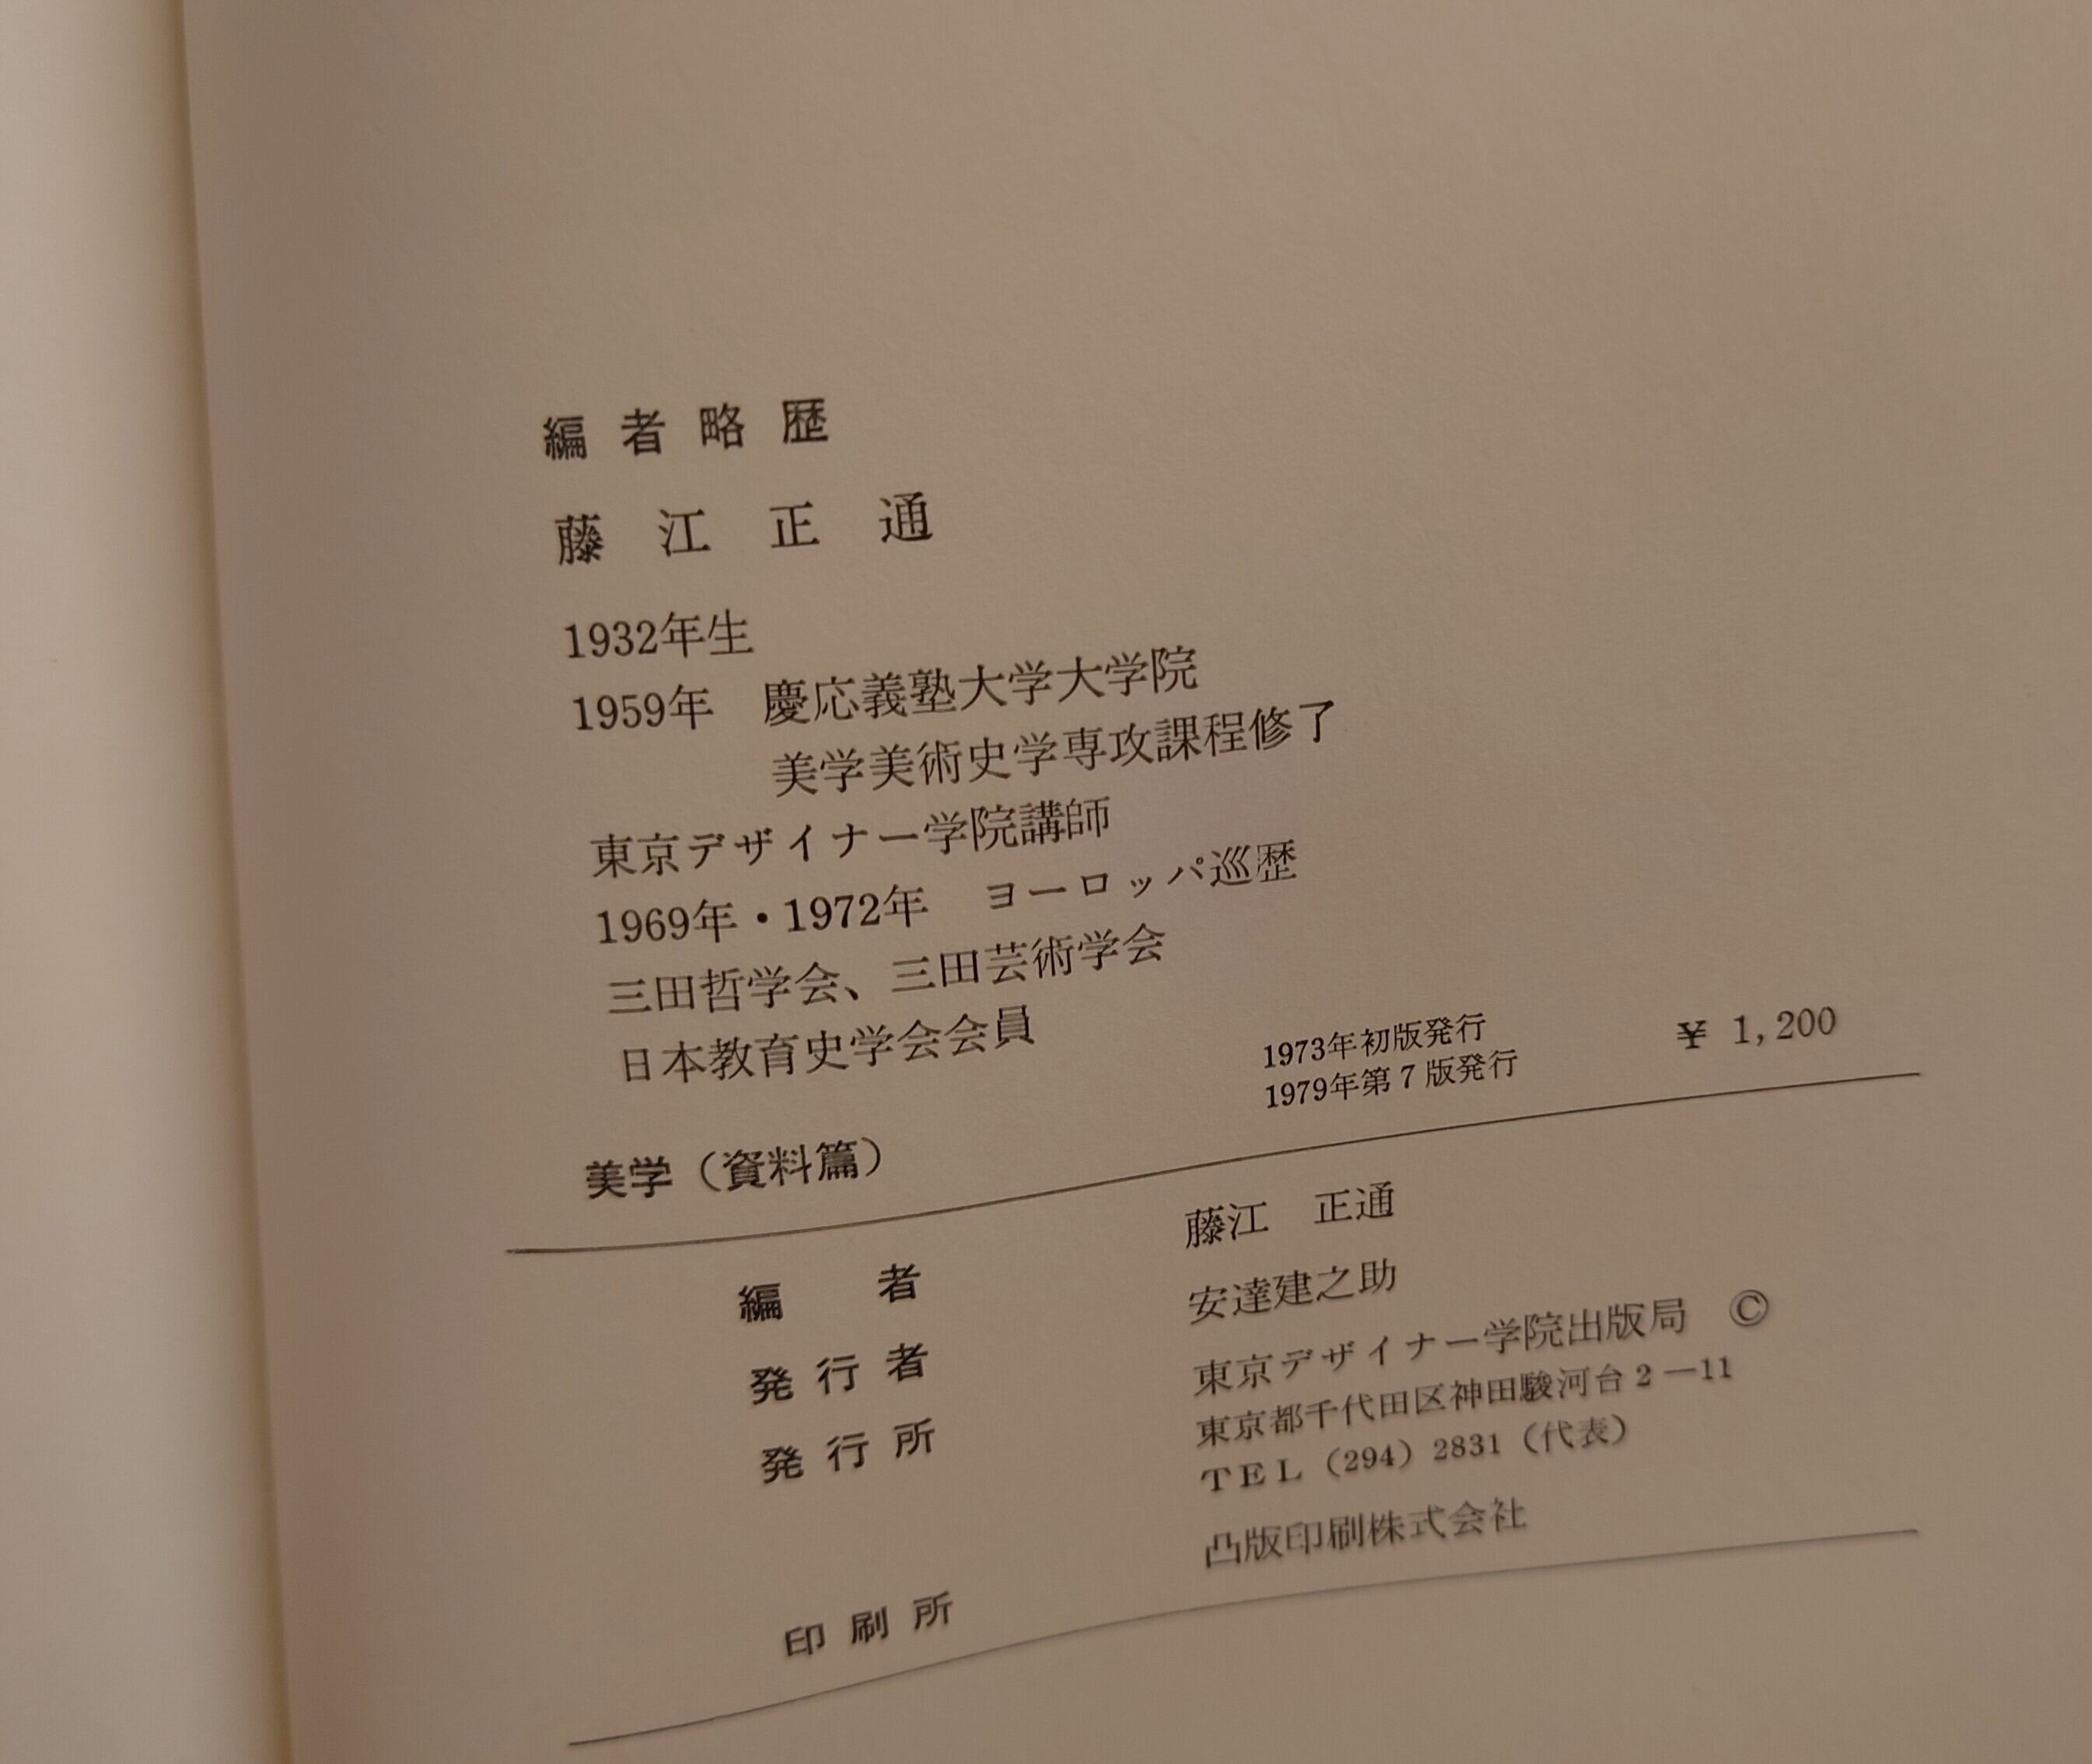 編者略歴
藤江正通
1932年生
1959年　慶応義塾大学大学院
美学美術史学専攻課程修了
東京デザイナー学院講師
1969年・1972年　ヨーロッパ巡歴
三田哲学会、三田芸術学会
日本教育史学会会員
美学（資料篇）
1973年初版発行
1979年第7版発行
¥ 1,200
編者　藤江　正通
発行者　安達建之助
発行所　東京デザイナー学院出版局　©
東京都千代田区神田駿河台2―11
TEL（294）2831（代表）
印刷所　凸版印刷株式会社